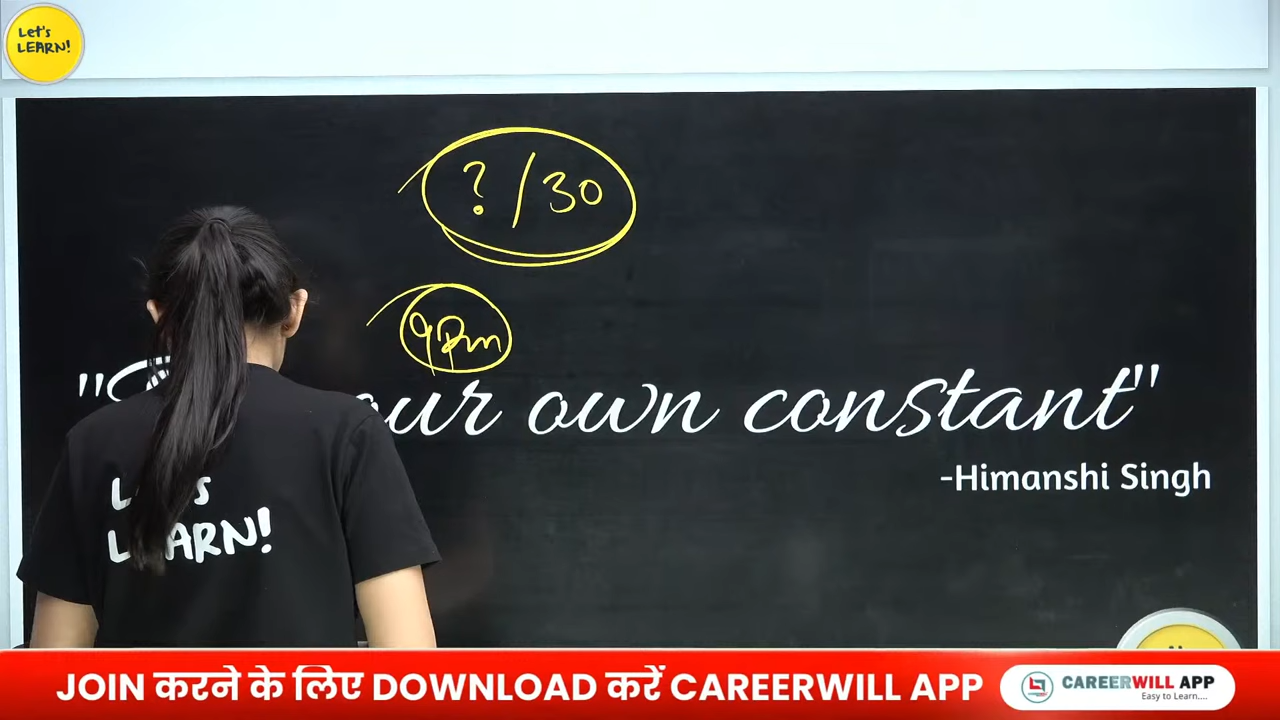 Let's
LEARN!
? / 30
9pm
our own constant"
-Himanshi Singh
LEARN!
JOIN करने के लिए DOWNLOAD करें CAREERWILL APP
CAREERWILL APP
Easy to Learn....